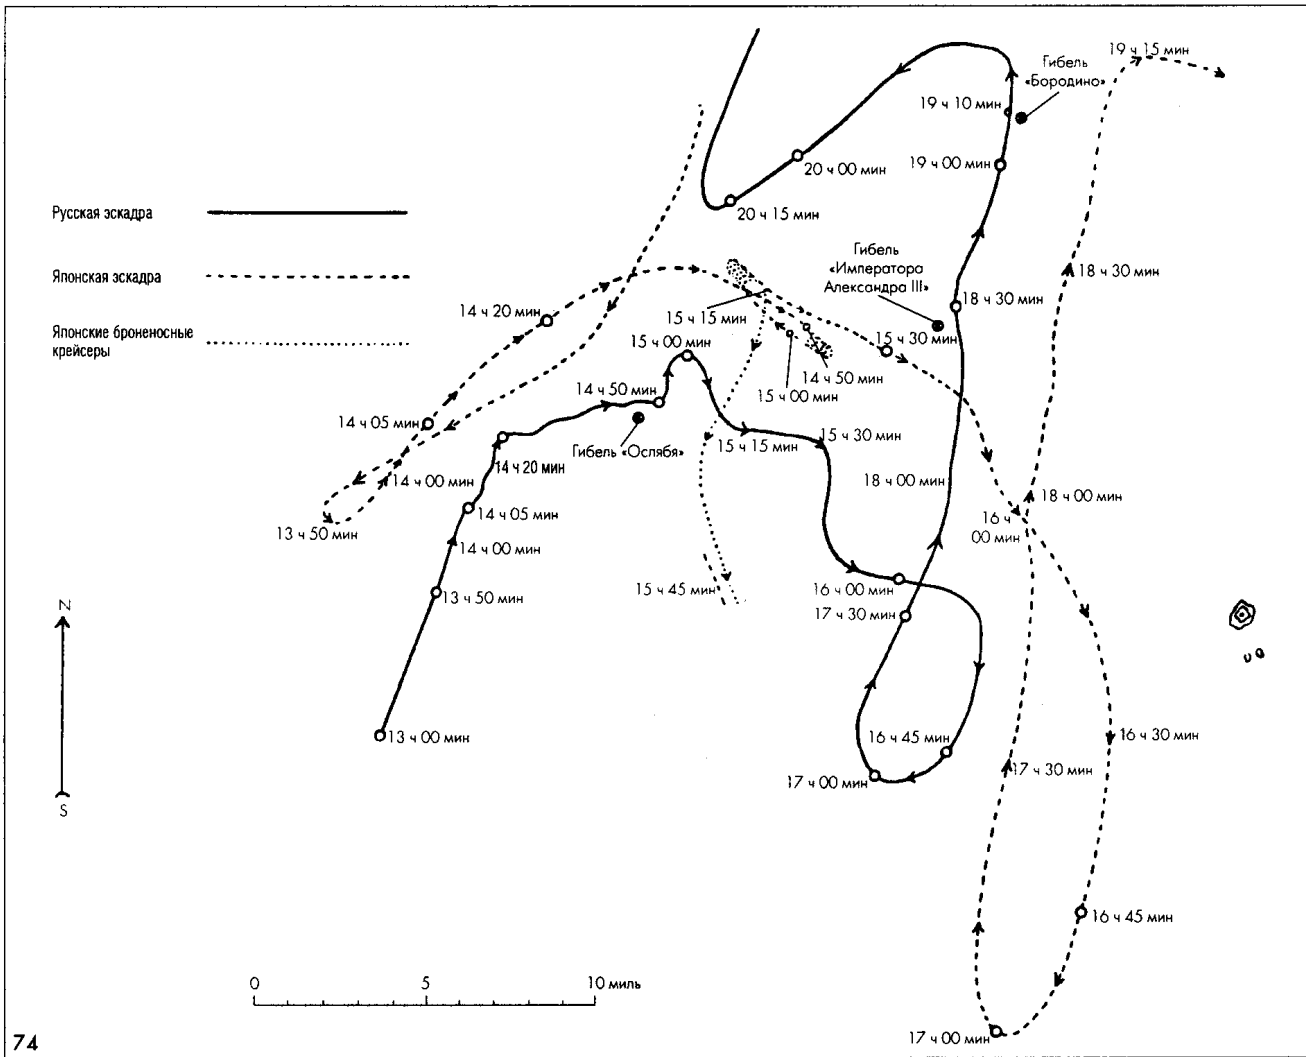 19 ч 15 мин
Гибель
«Бородино»
19 ч 10 мин
19 ч 00 мин
20 ч 00 мин
20 ч 15 мин
Русская эскадра
Японская эскадра
Японские броненосные
крейсеры
Гибель
«Императора
Александра III»
18 ч 30 мин
18 ч 30 мин
14 ч 20 мин
15 ч 15 мин
15 ч 00 мин
15 ч 30 мин
14 ч 50 мин
15 ч 00 мин
14 ч 50 мин
14 ч 05 мин
Гибель «Ослябя»
15 ч 15 мин
15 ч 30 мин
14 ч 20 мин
14 ч 00 мин
18 ч 00 мин
18 ч 00 мин
16 ч
00 мин
14 ч 05 мин
13 ч 50 мин
14 ч 00 мин
15 ч 45 мин
16 ч 00 мин
13 ч 50 мин
17 ч 30 мин
N
S
13 ч 00 мин
16 ч 45 мин
16 ч 30 мин
17 ч 00 мин
17 ч 30 мин
16 ч 45 мин
0 5 10 миль
17 ч 00 мин
74